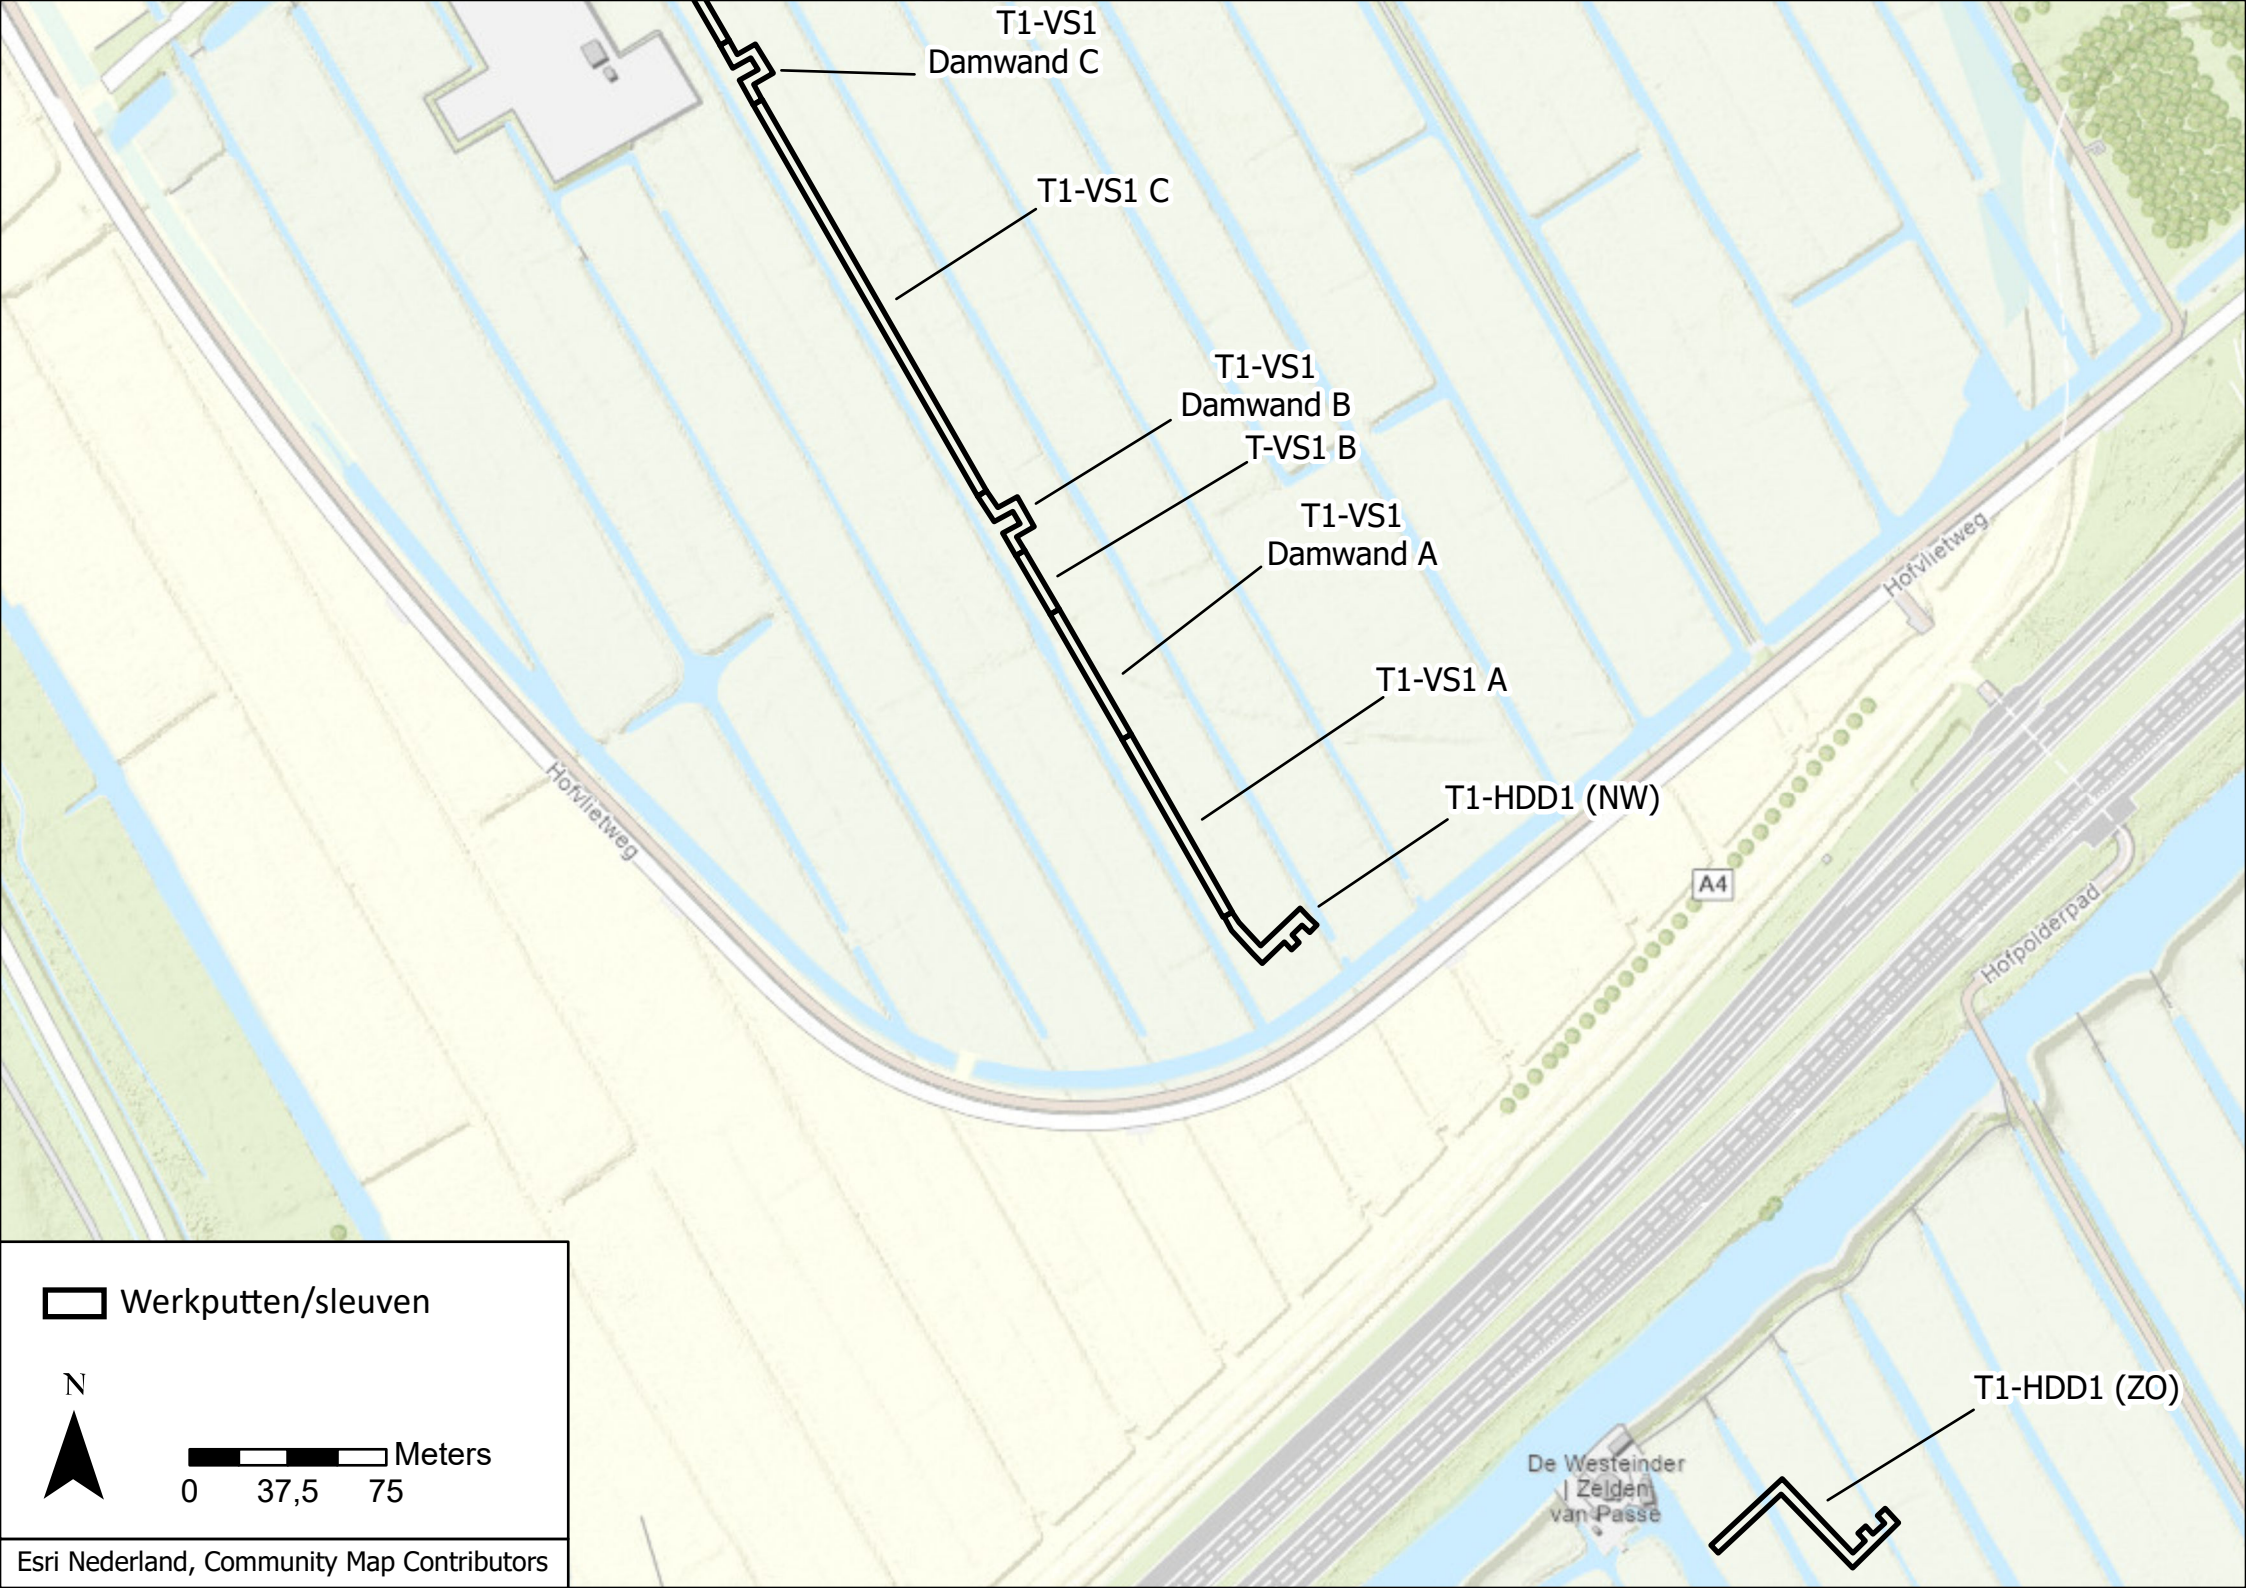 T1-VS1
Damwand C
T1-VS1 C
T1-VS1
Damwand B
T-VS1 B
T1-VS1
Damwand A
Hofvlietweg
T1-VS1 A
Hofvlietweg
T1-HDD1 (NW)
A4
Hofpolderpad
Werkputten/sleuven
N
Meters
0 37,5 75
T1-HDD1 (ZO)
De Westeinder
| Zelden
van Passe
Esri Nederland, Community Map Contributors